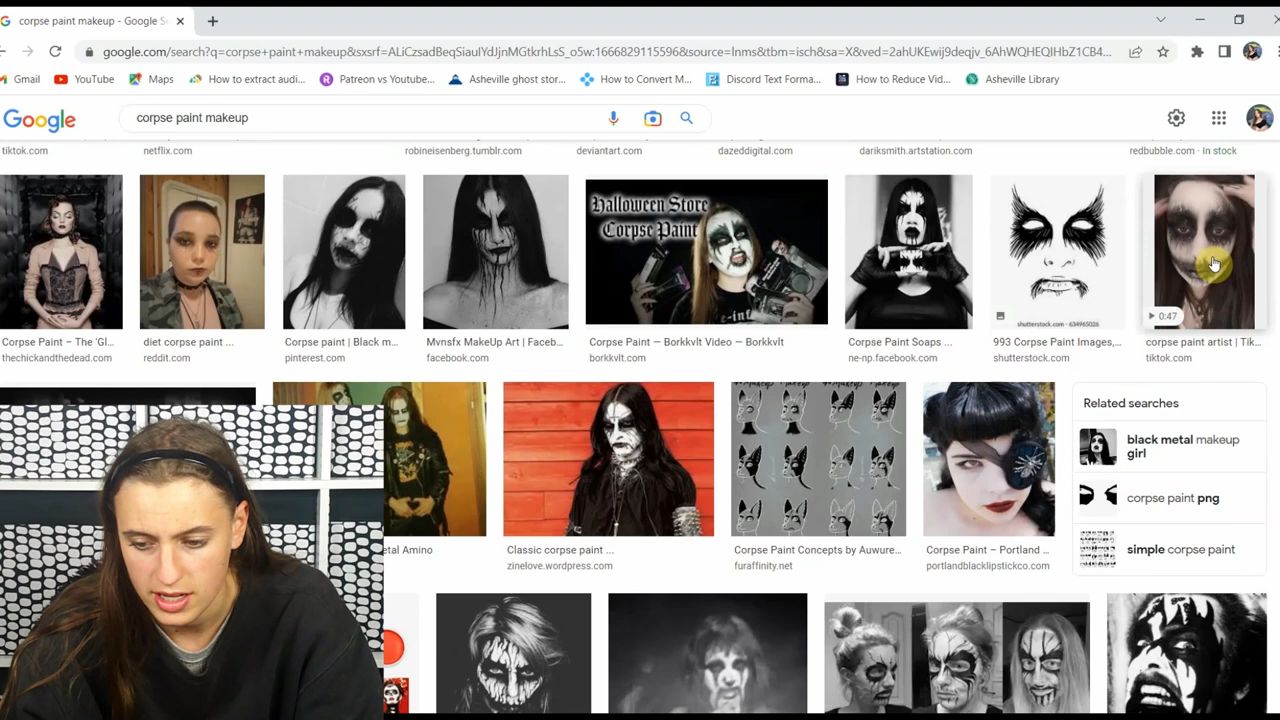 corpse paint makeup - Google S
google.com/search?q=corpse+paint+makeup&sxsrf=ALiCzsadBeqSiauIYdJjnMGtkrhLsS_o5w:1666829115596&source=lnms&tbm=isch&sa=X&ved=2ahUKEwij9deqjv_6AhWQHEQIHbZ1CB4...
Gmail YouTube Maps How to extract audi... Patreon vs Youtube... Asheville ghost stor... How to Convert M... Discord Text Forma... How to Reduce Vid... Asheville Library
Google corpse paint makeup
tiktok.com netflix.com robineisenberg.tumblr.com deviantart.com dazeddigital.com dariksmith.artstation.com redbubble.com · In stock
Halloween Store
Corpse Paint
shutterstock.com · 634965026
0:47
Corpse Paint – The 'Gl... diet corpse paint ... Corpse paint | Black m... Mvnsfx MakeUp Art | Faceb... Corpse Paint — Borkkvlt Video — Borkkvlt Corpse Paint Soaps ... 993 Corpse Paint Images,... corpse paint artist | Tik...
thechickandthedead.com reddit.com pinterest.com facebook.com borkkvlt.com ne-np.facebook.com shutterstock.com tiktok.com
Related searches
black metal makeup
girl
corpse paint png
simple corpse paint
etal Amino Classic corpse paint ... Corpse Paint Concepts by Auwure... Corpse Paint – Portland ...
zinelove.wordpress.com furaffinity.net portlandblacklipstickco.com